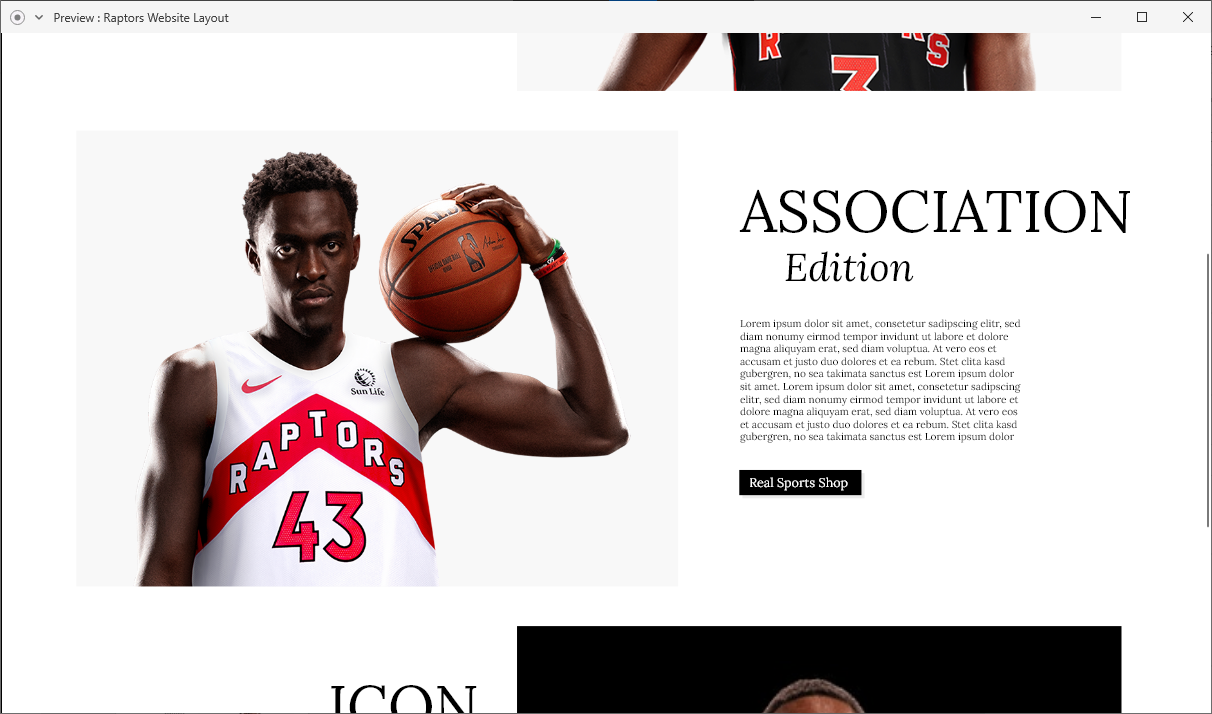 Preview : Raptors Website Layout
R
S
3
SPALD
ASSOCIATION
Edition
Lorem ipsum dolor sit amet, consetetur sadipscing elitr, sed
diam nonumy eirmod tempor invidunt ut labore et dolore
magna aliquyam erat, sed diam voluptua. At vero eos et
accusam et justo duo dolores et ea rebum. Stet clita kasd
gubergren, no sea takimata sanctus est Lorem ipsum dolor
sit amet. Lorem ipsum dolor sit amet, consetetur sadipscing
elitr, sed diam nonumy eirmod tempor invidunt ut labore et
dolore magna aliquyam erat, sed diam voluptua. At vero eos
et accusam et justo duo dolores et ea rebum. Stet clita kasd
gubergren, no sea takimata sanctus est Lorem ipsum dolor
Sun Life
RAPTORS
43
Real Sports Shop
ICON